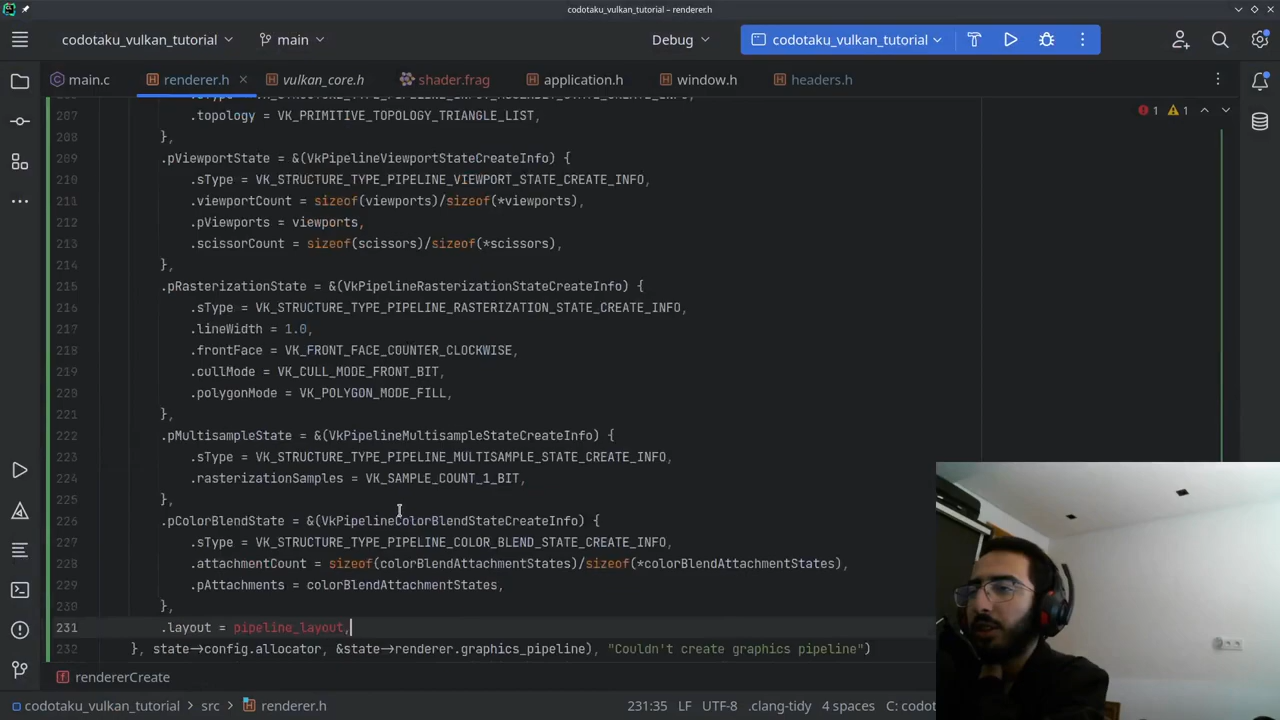 codotaku_vulkan_tutorial – renderer.h
codotaku_vulkan_tutorial
main
Debug
codotaku_vulkan_tutorial
main.c
renderer.h
vulkan_core.h
shader.frag
application.h
window.h
headers.h
1 1
207 .topology = VK_PRIMITIVE_TOPOLOGY_TRIANGLE_LIST,
208 },
209 .pViewportState = &(VkPipelineViewportStateCreateInfo) {
210 .sType = VK_STRUCTURE_TYPE_PIPELINE_VIEWPORT_STATE_CREATE_INFO,
211 .viewportCount = sizeof(viewports)/sizeof(*viewports),
212 .pViewports = viewports,
213 .scissorCount = sizeof(scissors)/sizeof(*scissors),
214 },
215 .pRasterizationState = &(VkPipelineRasterizationStateCreateInfo) {
216 .sType = VK_STRUCTURE_TYPE_PIPELINE_RASTERIZATION_STATE_CREATE_INFO,
217 .lineWidth = 1.0,
218 .frontFace = VK_FRONT_FACE_COUNTER_CLOCKWISE,
219 .cullMode = VK_CULL_MODE_FRONT_BIT,
220 .polygonMode = VK_POLYGON_MODE_FILL,
221 },
222 .pMultisampleState = &(VkPipelineMultisampleStateCreateInfo) {
223 .sType = VK_STRUCTURE_TYPE_PIPELINE_MULTISAMPLE_STATE_CREATE_INFO,
224 .rasterizationSamples = VK_SAMPLE_COUNT_1_BIT,
225 },
226 .pColorBlendState = &(VkPipelineColorBlendStateCreateInfo) {
227 .sType = VK_STRUCTURE_TYPE_PIPELINE_COLOR_BLEND_STATE_CREATE_INFO,
228 .attachmentCount = sizeof(colorBlendAttachmentStates)/sizeof(*colorBlendAttachmentStates),
229 .pAttachments = colorBlendAttachmentStates,
230 },
231 .layout = pipeline_layout,
232 }, state->config.allocator, &state->renderer.graphics_pipeline), "Couldn't create graphics pipeline")
rendererCreate
codotaku_vulkan_tutorial
src
renderer.h
231:35 LF UTF-8 .clang-tidy 4 spaces C: codot